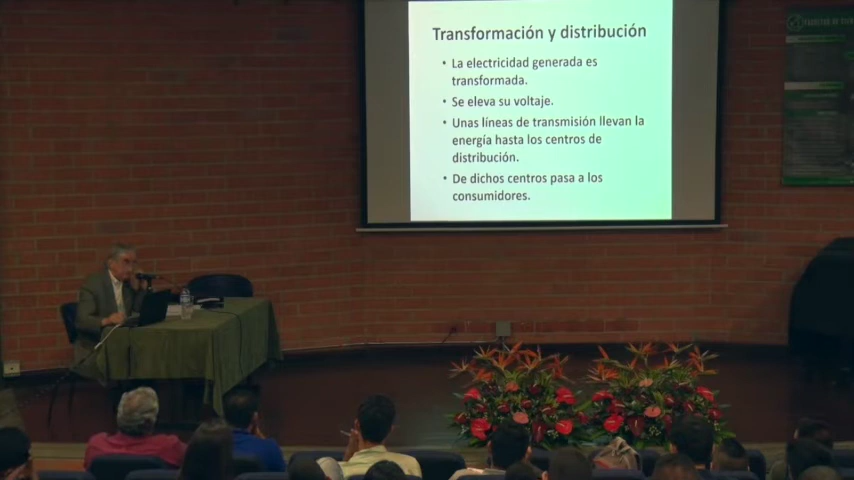 Transformación y distribución
• La electricidad generada es
transformada.
• Se eleva su voltaje.
• Unas líneas de transmisión llevan la
energía hasta los centros de
distribución.
• De dichos centros pasa a los
consumidores.